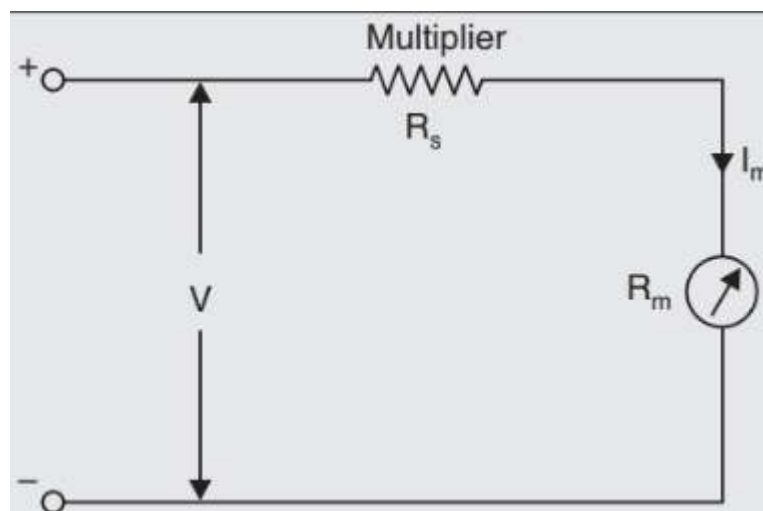 Multiplier
+
R_s
I_m
R_m
V
–